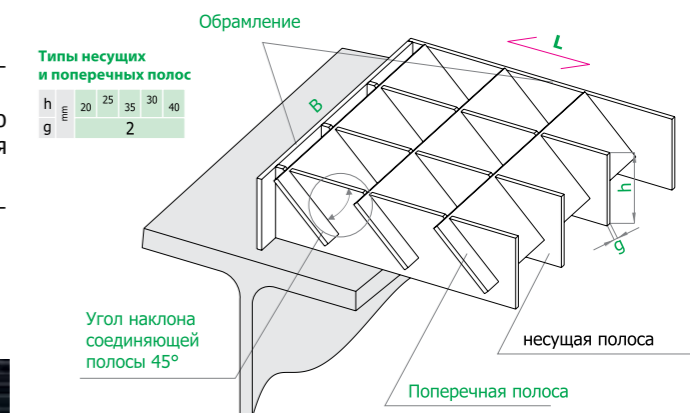 Обрамление
Типы несущих
и поперечных полос
h mm 20 25 35 30 40
g 2
L
B
h
g
о
я
Угол наклона
соединяющей
полосы 45°
несущая полоса
Поперечная полоса